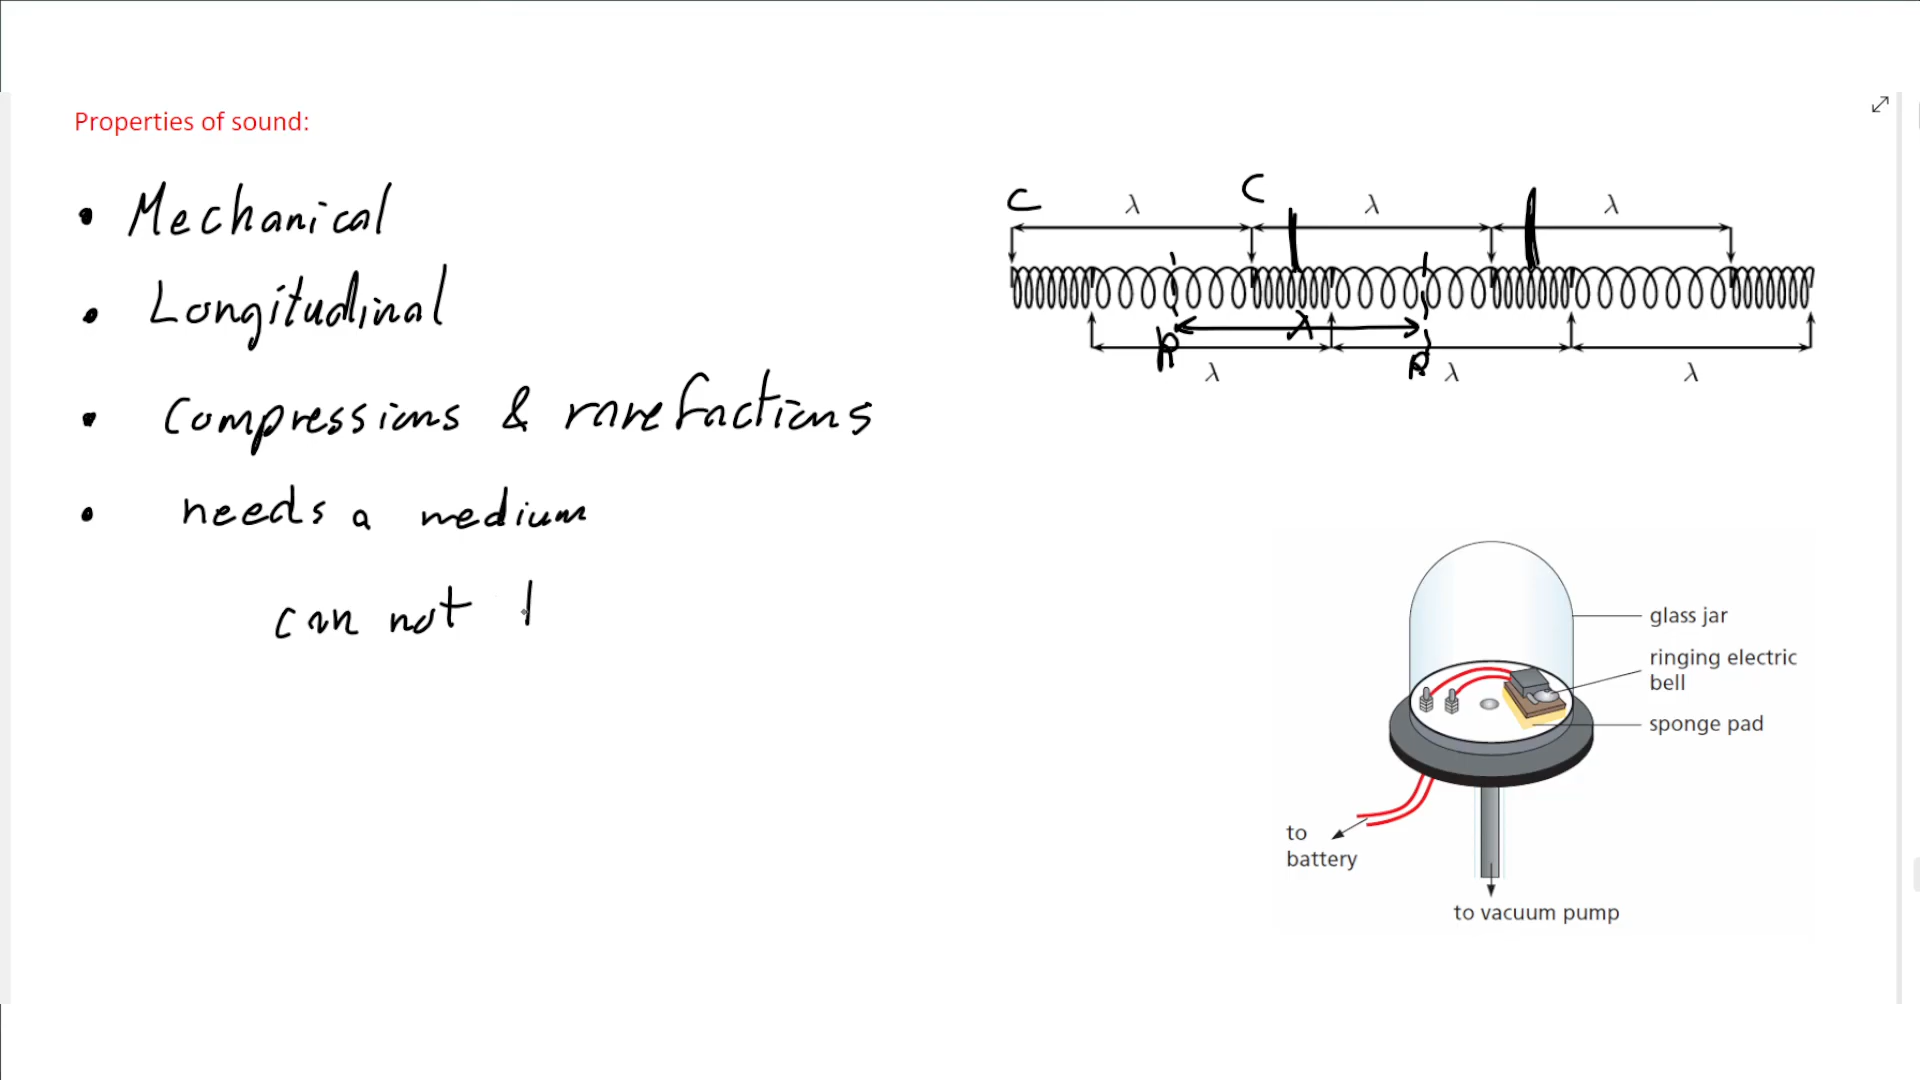 Properties of sound:
• Mechanical
• Longitudinal
• Compressions & rarefactions
• needs a medium
can not
C C
λ λ λ
λ
R R
λ λ λ
glass jar
ringing electric
bell
sponge pad
to
battery
to vacuum pump